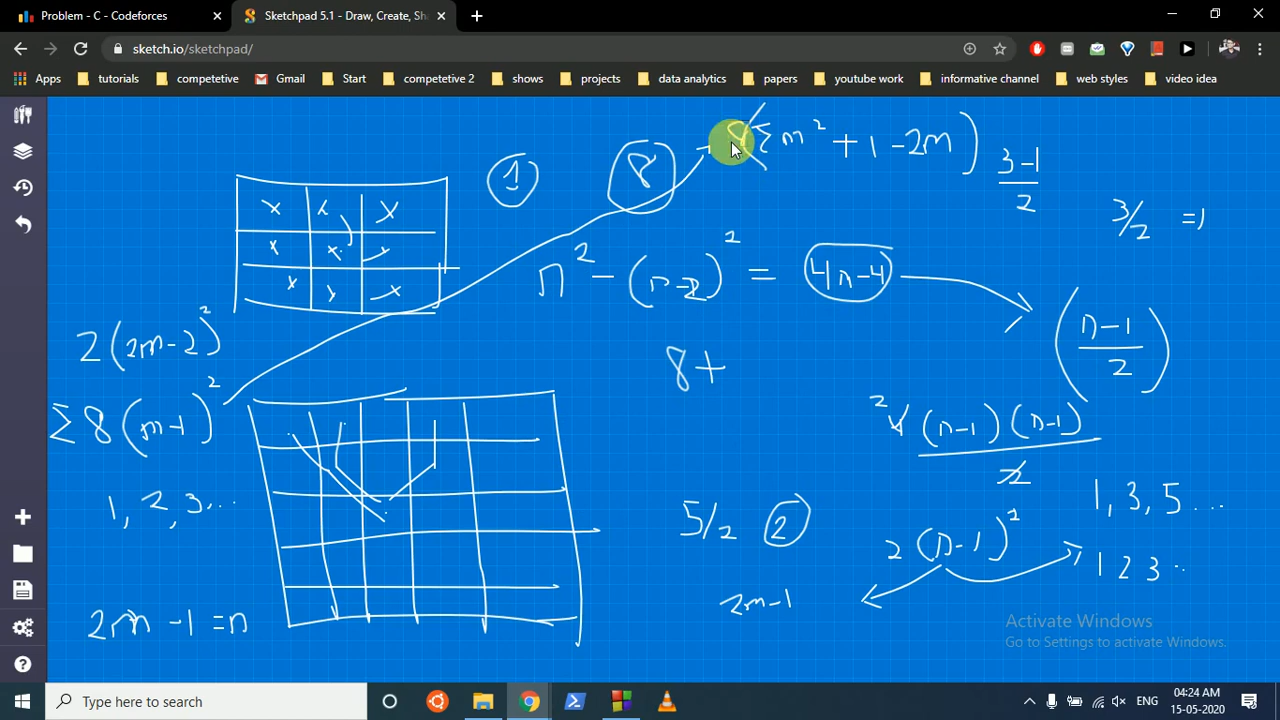 Problem - C - Codeforces
Sketchpad 5.1 - Draw, Create, Sha
sketch.io/sketchpad/
Apps tutorials competetive Gmail Start competetive 2 shows projects data analytics papers youtube work informative channel web styles video idea
x x x
x x x
x x x
1
8
8(Σ m² + 1 - 2m)
3-1/2
3/2 = 1
n² - (n-2)² = 4n-4
(n-1/2)
2(2m-2)²
8 +
Σ 8 (m-1)²
4 (n-1) (n-1) / 2
2
1, 2, 3, ..
5/2 2
1, 3, 5 ...
2 (n-1)²
1 2 3 ..
2m-1 = n
2m-1
Activate Windows
Go to Settings to activate Windows.
?
Type here to search
ENG
04:24 AM
15-05-2020